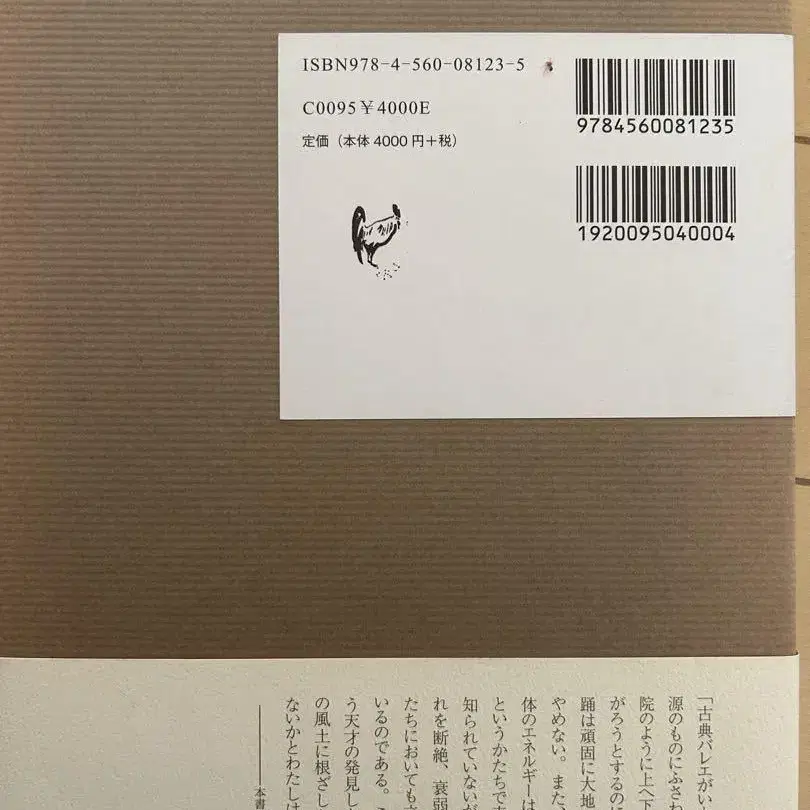 ISBN978-4-560-08123-5
C0095 ¥4000E
定価（本体 4000 円＋税）
9784560081235
1920095040004
「古典バレエがい
源のものにふさわ
院のように上へ下
がろうとするの
踊は頑固に大地
やめない。また
体のエネルギーは
というかたちです
知られていないが
れを断絶、衰弱
たちにおいても
いるのである。
う天才の発見し
の風土に根ざし
ないかとわたしは
──本書